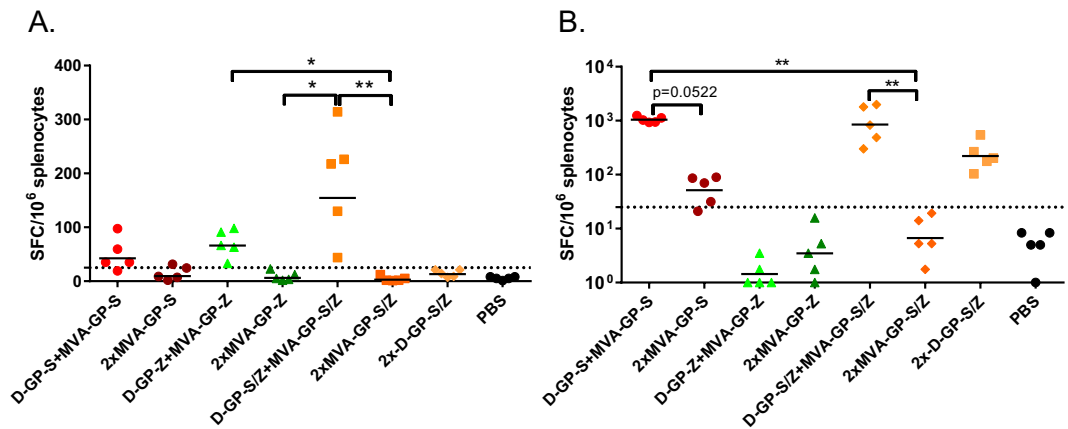 A.
SFC/10⁶ splenocytes
400
300
200
100
0
*
*
**
D-GP-S+MVA-GP-S
2xMVA-GP-S
D-GP-Z+MVA-GP-Z
2xMVA-GP-Z
D-GP-S/Z+MVA-GP-S/Z
2xMVA-GP-S/Z
2x-D-GP-S/Z
PBS
B.
SFC/10⁶ splenocytes
10⁴
10³
10²
10¹
10⁰
**
p=0.0522
**
D-GP-S+MVA-GP-S
2xMVA-GP-S
D-GP-Z+MVA-GP-Z
2xMVA-GP-Z
D-GP-S/Z+MVA-GP-S/Z
2xMVA-GP-S/Z
2x-D-GP-S/Z
PBS